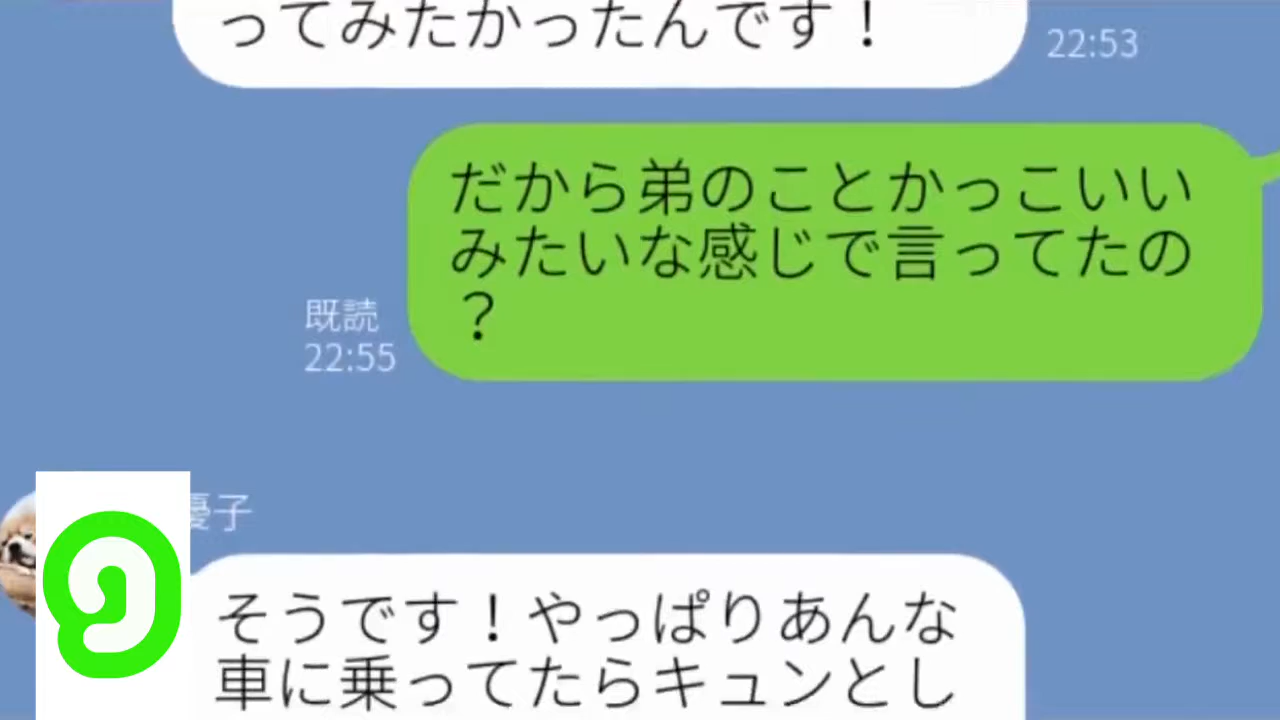 ってみたかったんです！
22:53
だから弟のことかっこいい
みたいな感じで言ってたの
？
既読
22:55
優子
そうです！やっぱりあんな
車に乗ってたらキュンとし